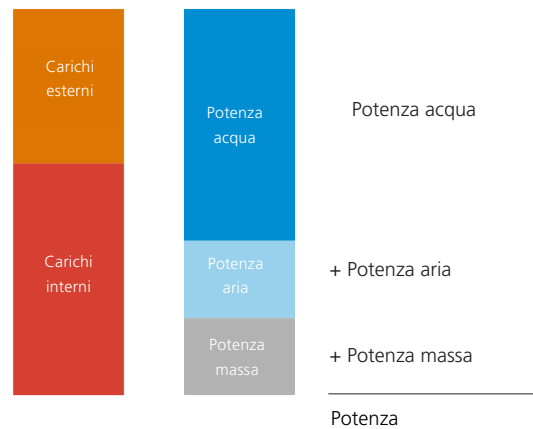 Carichi
esterni
Carichi
interni
Potenza
acqua
Potenza
aria
Potenza
massa
Potenza acqua
+ Potenza aria
+ Potenza massa
Potenza